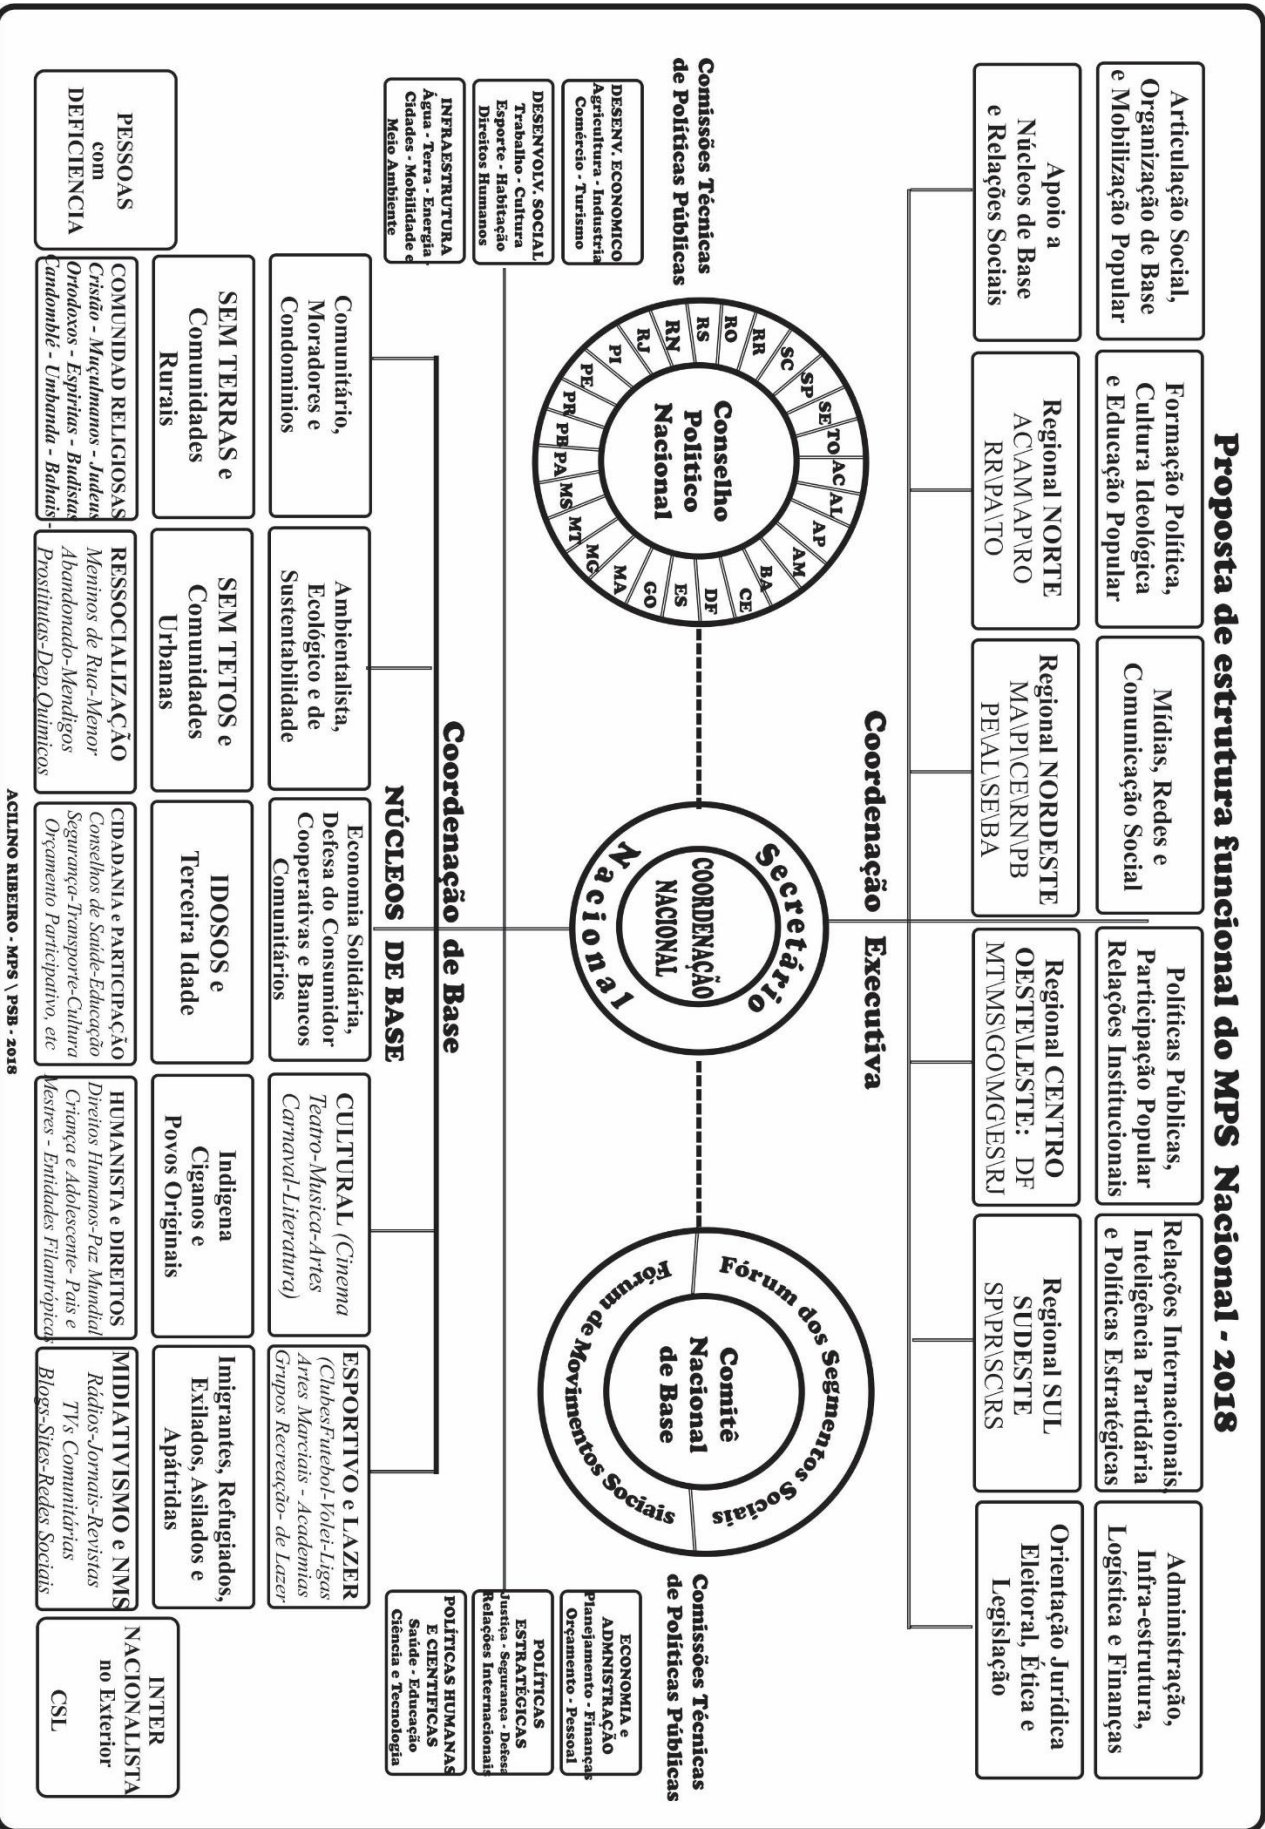 Proposta de estrutura funcional do MPS Nacional - 2018
Articulação Social,
Organização de Base
e Mobilização Popular
Formação Política,
Cultura Ideológica
e Educação Popular
Mídias, Redes e
Comunicação Social
Políticas Públicas,
Participação Popular
Relações Institucionais
Relações Internacionais,
Inteligência Partidária
e Políticas Estratégicas
Administração,
Infra-estrutura,
Logística e Finanças
Apoio a
Núcleos de Base
e Relações Sociais
Regional NORTE
AC\AM\AP\RO
RR\PA\TO
Regional NORDESTE
MA\PI\CE\RN\PB
PE\AL\SE\BA
Regional CENTRO
OESTE\LESTE: DF
MT\MS\GO\MG\ES\RJ
Regional SUL
SUDESTE
SP\PR\SC\RS
Orientação Jurídica
Eleitoral, Ética e
Legislação
Coordenação Executiva
Comissões Técnicas
de Políticas Públicas
DESENV. ECONOMICO
Agricultura - Industria
Comércio - Turismo
DESENVOLV. SOCIAL
Trabalho - Cultura
Esporte - Habitação
Direitos Humanos
INFRAESTRUTURA
Água - Terra - Energia
Cidades - Mobilidade e
Meio Ambiente
Conselho
Politico
Nacional
AC
AL
AP
AM
BA
CE
DF
ES
GO
MA
MG
MT
MS
PA
PB
PR
PE
PI
RJ
RN
RS
RO
RR
SC
SP
SE
TO
Secretário
Nacional
COORDENAÇÃO
NACIONAL
Fórum dos Segmentos Sociais
Fórum de Movimentos Sociais
Comitê
Nacional
de Base
Comissões Técnicas
de Políticas Públicas
ECONOMIA e
ADMNISTRAÇÃO
Planejamento - Finanças
Orçamento - Pessoal
POLÍTICAS
ESTRATÉGICAS
Justiça - Segurança - Defesa
Relações Internacionais
POLÍTICAS HUMANAS
E CIENTIFICAS
Saúde - Educação
Ciência e Tecnologia
Coordenação de Base
NÚCLEOS DE BASE
Comunitário,
Moradores e
Condominios
Ambientalista,
Ecológico e de
Sustentabilidade
Economia Solidária,
Defesa do Consumidor
Cooperativas e Bancos
Comunitários
CULTURAL (Cinema
Teatro-Musica-Artes
Carnaval-Literatura)
ESPORTIVO e LAZER
(ClubesFutebol-Volei-Ligas
Artes Marciais - Academias
Grupos Recreação- de Lazer
SEM TERRAS e
Comunidades
Rurais
SEM TETOS e
Comunidades
Urbanas
IDOSOS e
Terceira Idade
Indigena
Ciganos e
Povos Originais
Imigrantes, Refugiados,
Exilados, Asilados e
Apátridas
PESSOAS
com
DEFICIENCIA
COMUNIDAD RELIGIOSAS
Cristão - Muçulmanos - Judeus
Ortodoxos - Espiritas - Budistas
Candomblé - Umbanda - Bahais -
RESSOCIALIZAÇÃO
Meninos de Rua-Menor
Abandonado-Mendigos
Prostitutas-Dep.Quimicos
CIDADANIA e PARTICIPAÇÃO
Conselhos de Saúde-Educação
Segurança-Transporte-Cultura
Orçamento Participativo, etc
HUMANISTA e DIREITOS
Direitos Humanos-Paz Mundial
Criança e Adolescente- Pais e
Mestres - Entidades Filantrópicas
MIDIATIVISMO e NMS
Rádios-Jornais-Revistas
TVs Comunitárias
Blogs-Sites-Redes Sociais
INTER
NACIONALISTA
no Exterior
CSL
ACILINO RIBEIRO - MPS \ PSB - 2018